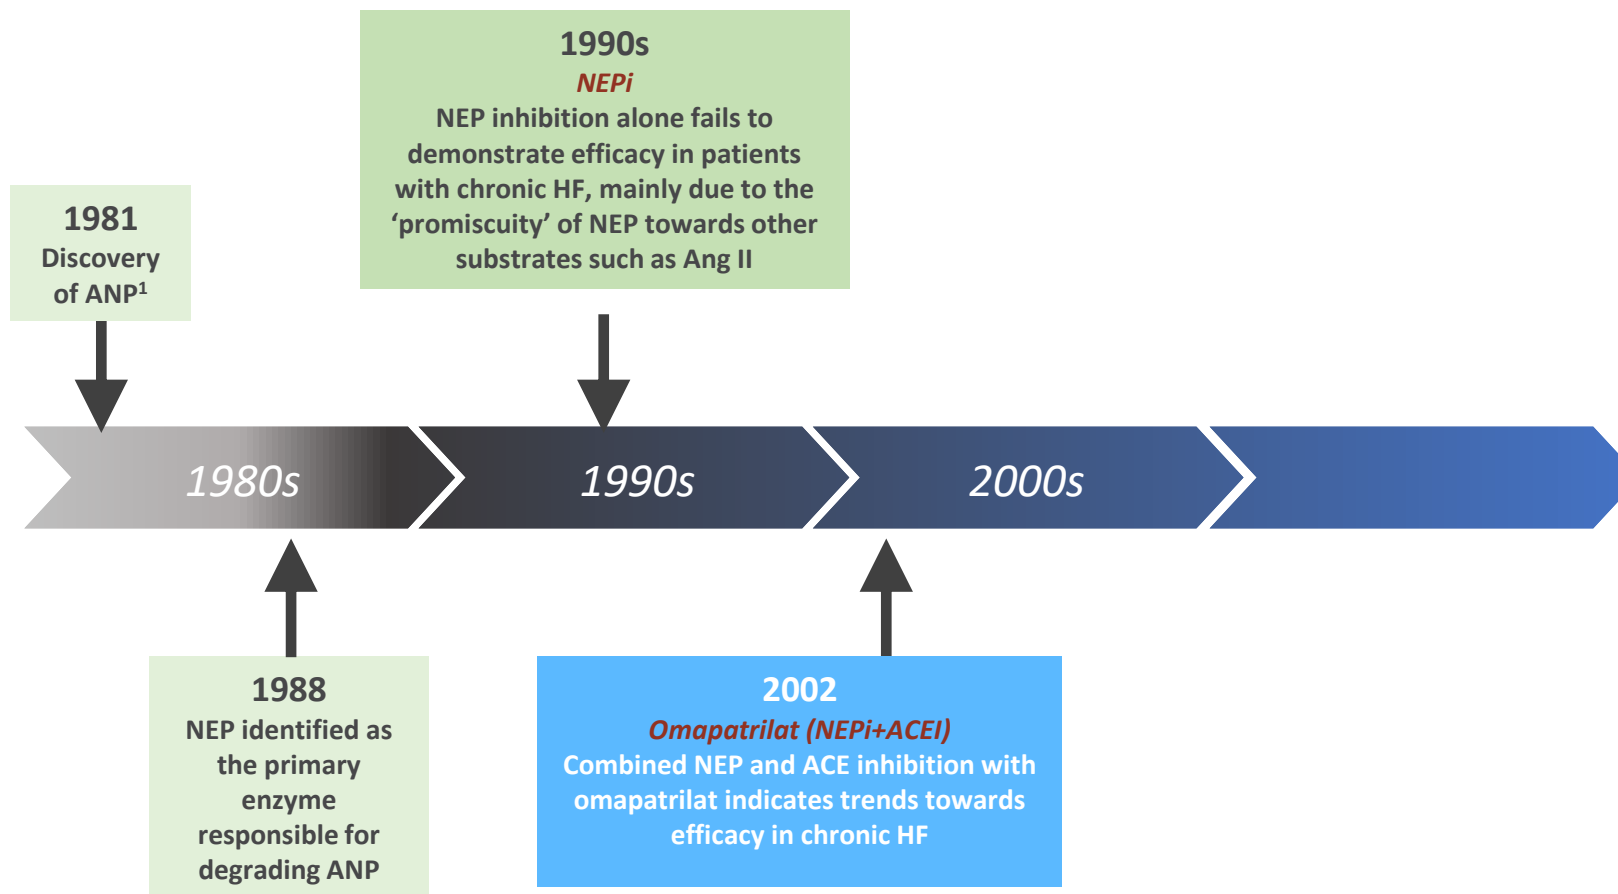 1990s
NEPi
NEP inhibition alone fails to
demonstrate efficacy in patients
with chronic HF, mainly due to the
‘promiscuity’ of NEP towards other
substrates such as Ang II
1981
Discovery
of ANP1
1980s
1990s
2000s
1988
NEP identified as
the primary
enzyme
responsible for
degrading ANP
2002
Omapatrilat (NEPi+ACEI)
Combined NEP and ACE inhibition with
omapatrilat indicates trends towards
efficacy in chronic HF